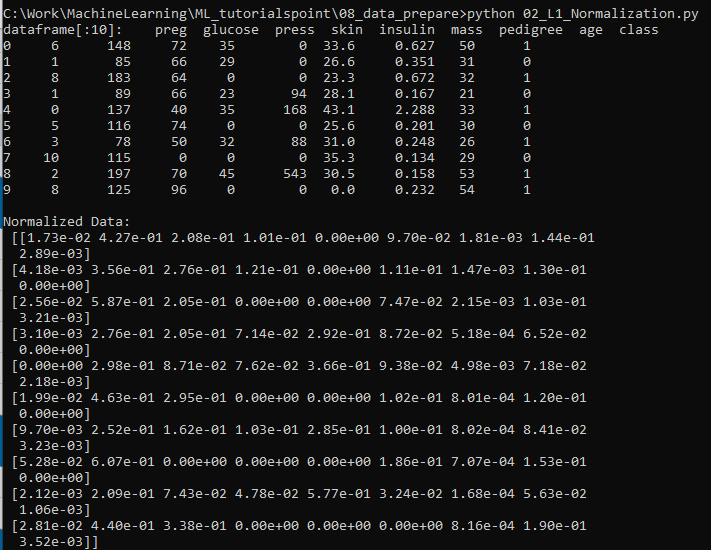 C:\Work\MachineLearning\ML_tutorialspoint\08_data_prepare>python 02_L1_Normalization.py
dataframe[:10]:    preg  glucose  press  skin  insulin  mass  pedigree  age  class
0     6      148    72    35      0  33.6    0.627    50     1
1     1       85    66    29      0  26.6    0.351    31     0
2     8      183    64     0      0  23.3    0.672    32     1
3     1       89    66    23     94  28.1    0.167    21     0
4     0      137    40    35    168  43.1    2.288    33     1
5     5      116    74     0      0  25.6    0.201    30     0
6     3       78    50    32     88  31.0    0.248    26     1
7    10      115     0     0      0  35.3    0.134    29     0
8     2      197    70    45    543  30.5    0.158    53     1
9     8      125    96     0      0   0.0    0.232    54     1
Normalized Data:
[[1.73e-02 4.27e-01 2.08e-01 1.01e-01 0.00e+00 9.70e-02 1.81e-03 1.44e-01
2.89e-03]
[4.18e-03 3.56e-01 2.76e-01 1.21e-01 0.00e+00 1.11e-01 1.47e-03 1.30e-01
0.00e+00]
[2.56e-02 5.87e-01 2.05e-01 0.00e+00 0.00e+00 7.47e-02 2.15e-03 1.03e-01
3.21e-03]
[3.10e-03 2.76e-01 2.05e-01 7.14e-02 2.92e-01 8.72e-02 5.18e-04 6.52e-02
0.00e+00]
[0.00e+00 2.98e-01 8.71e-02 7.62e-02 3.66e-01 9.38e-02 4.98e-03 7.18e-02
2.18e-03]
[1.99e-02 4.63e-01 2.95e-01 0.00e+00 0.00e+00 1.02e-01 8.01e-04 1.20e-01
0.00e+00]
[9.70e-03 2.52e-01 1.62e-01 1.03e-01 2.85e-01 1.00e-01 8.02e-04 8.41e-02
3.23e-03]
[5.28e-02 6.07e-01 0.00e+00 0.00e+00 0.00e+00 1.86e-01 7.07e-04 1.53e-01
0.00e+00]
[2.12e-03 2.09e-01 7.43e-02 4.78e-02 5.77e-01 3.24e-02 1.68e-04 5.63e-02
1.06e-03]
[2.81e-02 4.40e-01 3.38e-01 0.00e+00 0.00e+00 0.00e+00 8.16e-04 1.90e-01
3.52e-03]]